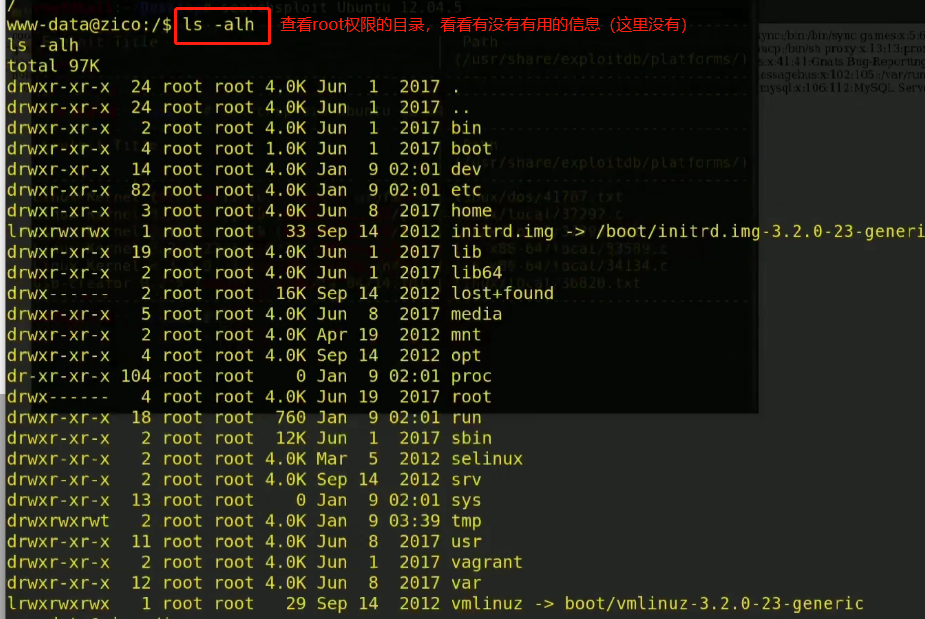 /
www-data@zico:/$ ls -alh 查看root权限的目录，看看有没有有用的信息（这里没有）
ls -alh
total 97K
drwxr-xr-x  24 root root 4.0K Jun  1  2017 .
drwxr-xr-x  24 root root 4.0K Jun  1  2017 ..
drwxr-xr-x   2 root root 4.0K Jun  1  2017 bin
drwxr-xr-x   4 root root 1.0K Jun  1  2017 boot
drwxr-xr-x  14 root root 4.0K Jan  9 02:01 dev
drwxr-xr-x  82 root root 4.0K Jan  9 02:01 etc
drwxr-xr-x   3 root root 4.0K Jun  8  2017 home
lrwxrwxrwx   1 root root   33 Sep 14  2012 initrd.img -> /boot/initrd.img-3.2.0-23-generi
drwxr-xr-x  19 root root 4.0K Jun  1  2017 lib
drwxr-xr-x   2 root root 4.0K Jun  1  2017 lib64
drwx------   2 root root  16K Sep 14  2012 lost+found
drwxr-xr-x   5 root root 4.0K Jun  8  2017 media
drwxr-xr-x   2 root root 4.0K Apr 19  2012 mnt
drwxr-xr-x   4 root root 4.0K Sep 14  2012 opt
dr-xr-xr-x 104 root root    0 Jan  9 02:01 proc
drwx------   4 root root 4.0K Jun 19  2017 root
drwxr-xr-x  18 root root  760 Jan  9 02:01 run
drwxr-xr-x   2 root root  12K Jun  1  2017 sbin
drwxr-xr-x   2 root root 4.0K Mar  5  2012 selinux
drwxr-xr-x   2 root root 4.0K Sep 14  2012 srv
drwxr-xr-x  13 root root    0 Jan  9 02:01 sys
drwxrwxrwt   2 root root 4.0K Jan  9 03:39 tmp
drwxr-xr-x  11 root root 4.0K Jun  8  2017 usr
drwxr-xr-x   2 root root 4.0K Jun  1  2017 vagrant
drwxr-xr-x  12 root root 4.0K Jun  8  2017 var
lrwxrwxrwx   1 root root   29 Sep 14  2012 vmlinuz -> boot/vmlinuz-3.2.0-23-generic